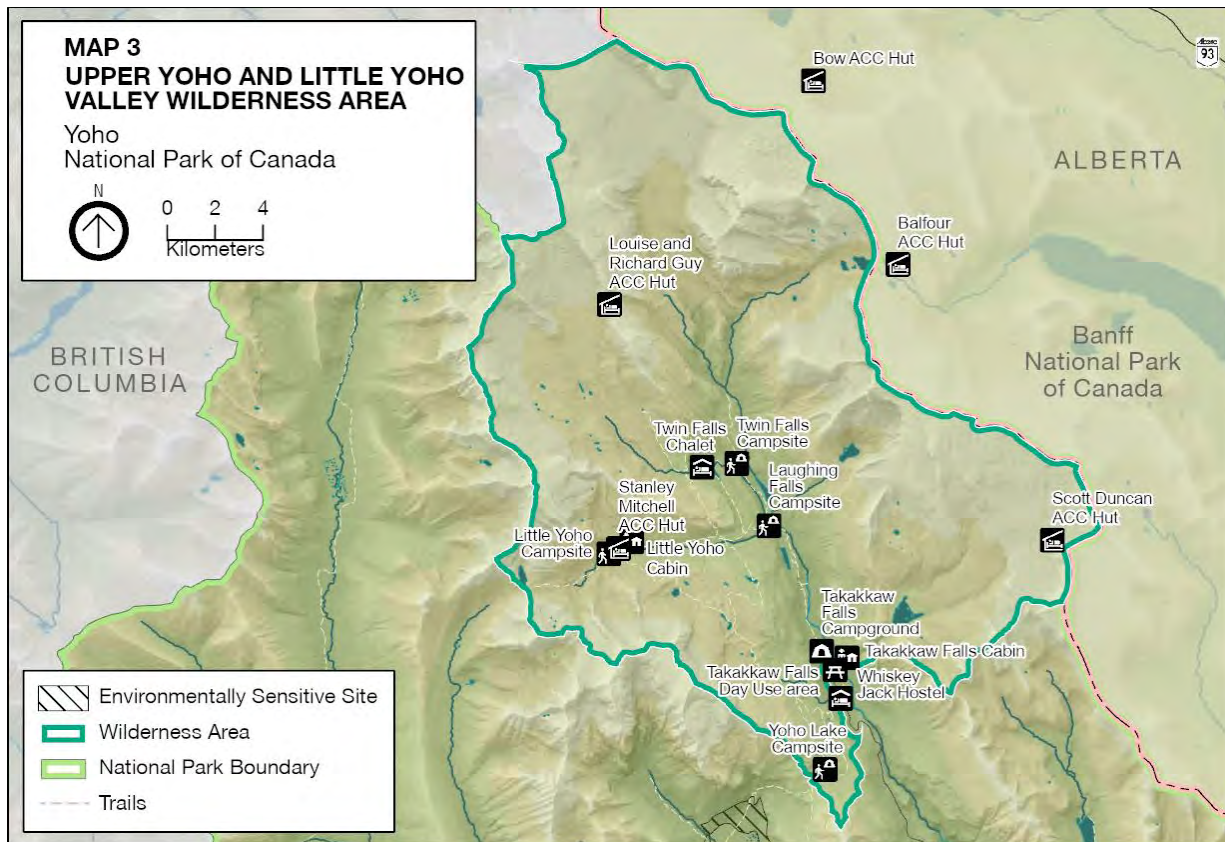 MAP 3
UPPER YOHO AND LITTLE YOHO
VALLEY WILDERNESS AREA
Yoho
National Park of Canada
N
0 2 4
Kilometers
Bow ACC Hut
93
ALBERTA
Balfour
ACC Hut
Louise and
Richard Guy
ACC Hut
Banff
National Park
of Canada
BRITISH
COLUMBIA
Twin Falls
Chalet
Twin Falls
Campsite
Laughing
Falls
Campsite
Stanley
Mitchell
ACC Hut
Scott Duncan
ACC Hut
Little Yoho
Campsite
Little Yoho
Cabin
Takakkaw
Falls
Campground
Takakkaw Falls Cabin
Takakkaw Falls
Day Use area
Whiskey
Jack Hostel
Yoho Lake
Campsite
Environmentally Sensitive Site
Wilderness Area
National Park Boundary
Trails